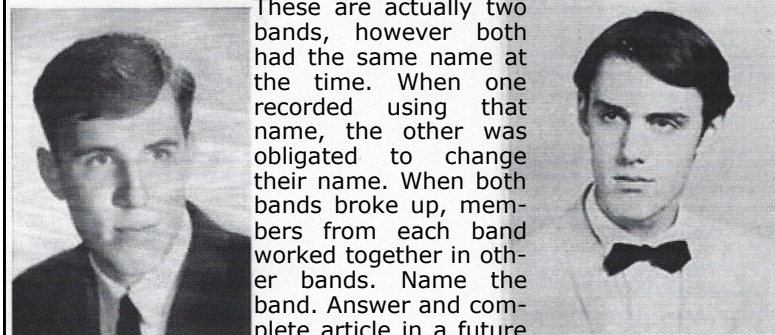 These are actually two
bands, however both
had the same name at
the time. When one
recorded using that
name, the other was
obligated to change
their name. When both
bands broke up, mem-
bers from each band
worked together in oth-
er bands. Name the
band. Answer and com-
plete article in a future